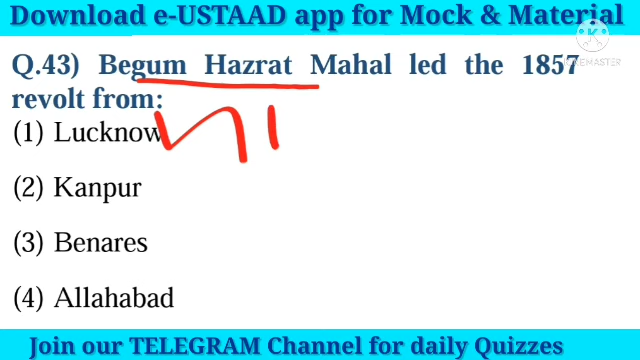 Download e-USTAAD app for Mock & Material
Q.43) Begum Hazrat Mahal led the 1857
revolt from:
(1) Lucknow
(2) Kanpur
(3) Benares
(4) Allahabad
Join our TELEGRAM Channel for daily Quizzes